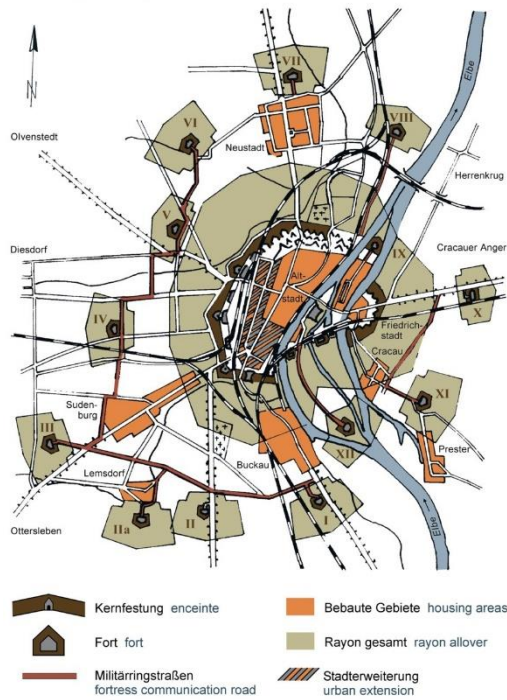 N
VII
Elbe
VI
VIII
Olvenstedt
Neustadt
Herrenkrug
V
Diesdorf
IX
Cracauer Anger
Alt-
stadt
X
IV
Friedrich-
stadt
Cracau
Suden-
burg
XI
III
XII
Prester
Lemsdorf
Buckau
Ottersleben
IIa
II
I
Elbe
Kernfestung enceinte
Bebaute Gebiete housing areas
Fort fort
Rayon gesamt rayon allover
Militärringstraßen
fortress communication road
Stadterweiterung
urban extension